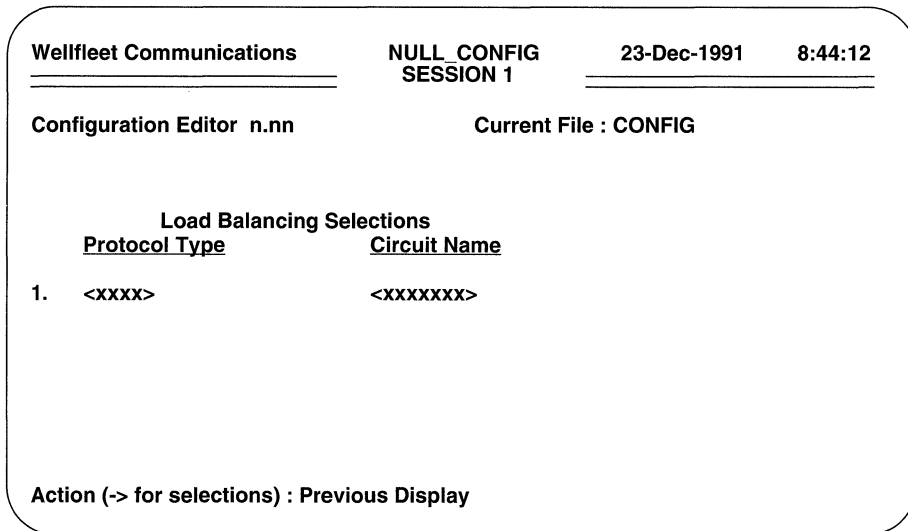 Wellfleet Communications NULL_CONFIG 23-Dec-1991 8:44:12
SESSION 1
Configuration Editor n.nn Current File : CONFIG
Load Balancing Selections
Protocol Type Circuit Name
1. <xxxx> <xxxxxxx>
Action (-> for selections) : Previous Display